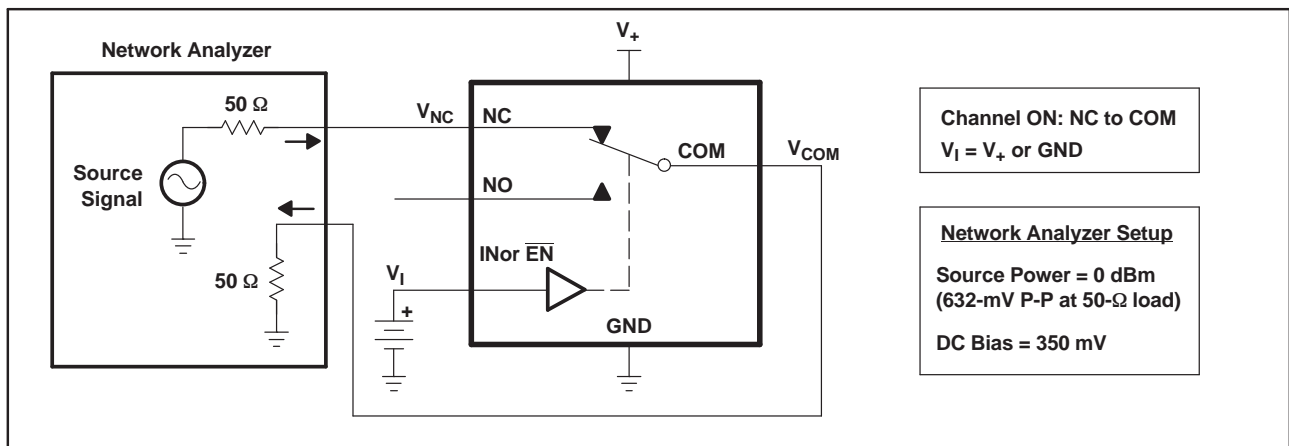 Network Analyzer
50 Ω
Source
Signal
50 Ω
V+
VNC
NC
COM
VCOM
NO
INor E̅N̅
VI
+
GND
Channel ON: NC to COM
VI = V+ or GND
Network Analyzer Setup
Source Power = 0 dBm
(632-mV P-P at 50-Ω load)
DC Bias = 350 mV